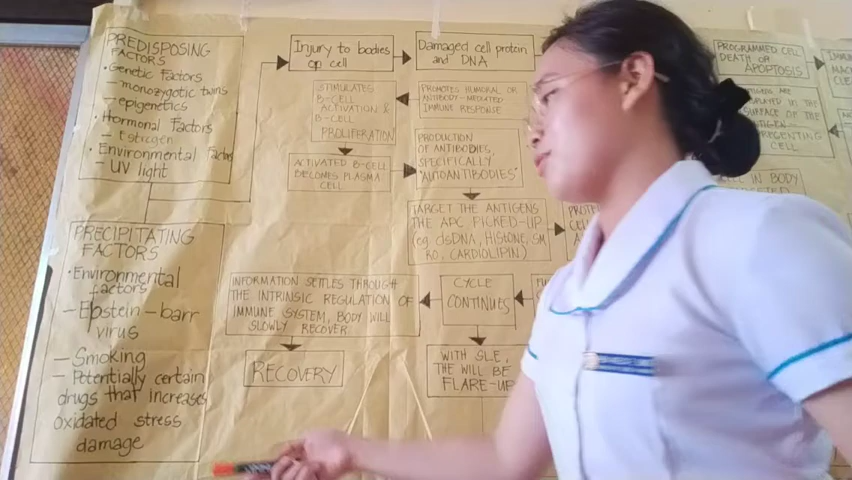 PREDISPOSING
FACTORS
• Genetic Factors
– monozygotic twins
– epigenetics
• Hormonal Factors
– Estrogen
• Environmental Factors
– UV light
PRECIPITATING
FACTORS
• Environmental
factors
– Epstein – barr
virus
– Smoking
– Potentially certain
drugs that increases
oxidated stress
damage
Injury to bodies
cell
Damaged cell protein
and DNA
PROGRAMMED CELL
DEATH OR
APOPTOSIS
STIMULATES
B-CELL
ACTIVATION &
B-CELL
PROLIFERATION
PROMOTES HUMORAL OR
ANTIBODY-MEDIATED
IMMUNE RESPONSE
IN THE
SURFACE OF THE
CELL
ACTIVATED B-CELL
BECOMES PLASMA
CELL
PRODUCTION
OF ANTIBODIES,
SPECIFICALLY
"AUTOANTIBODIES"
IN BODY
TARGET THE ANTIGENS
THE APC PICKED-UP
(eg. dsDNA, HISTONE, SM,
RO, CARDIOLIPIN)
INFORMATION SETTLES THROUGH
THE INTRINSIC REGULATION OF
IMMUNE SYSTEM, BODY WILL
SLOWLY RECOVER.
CYCLE
CONTINUES
RECOVERY
WITH SLE,
THE WILL BE
FLARE-UP